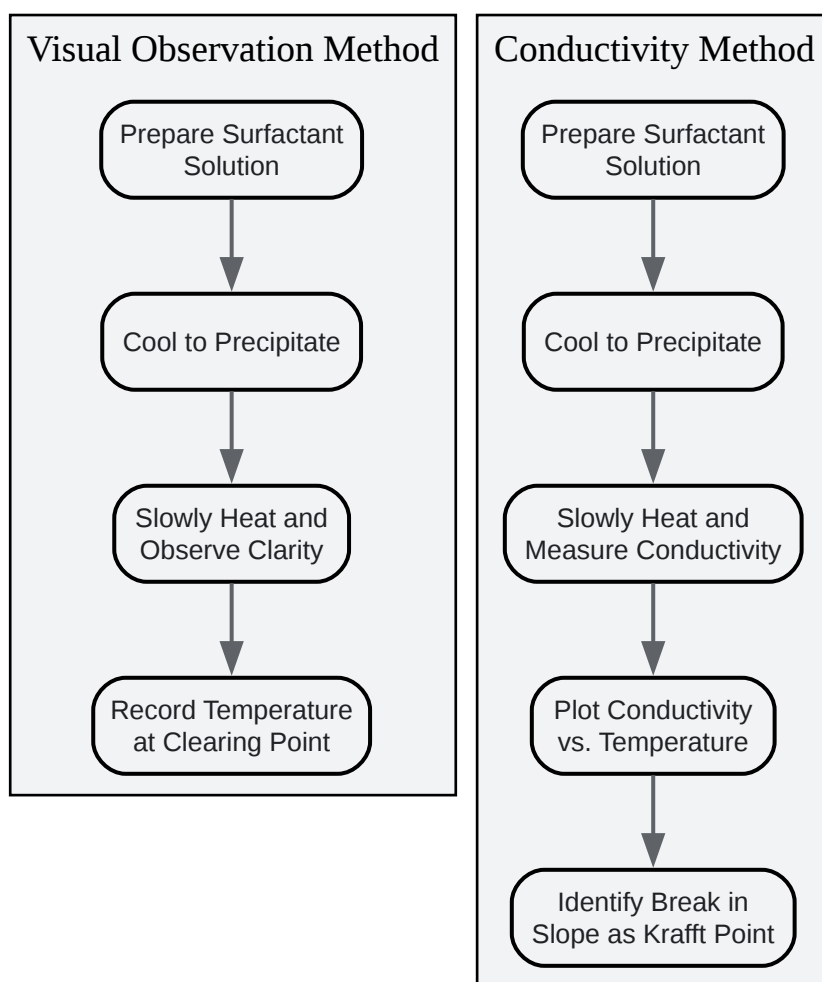 Visual Observation Method
Prepare Surfactant
Solution
Cool to Precipitate
Slowly Heat and
Observe Clarity
Record Temperature
at Clearing Point
Conductivity Method
Prepare Surfactant
Solution
Cool to Precipitate
Slowly Heat and
Measure Conductivity
Plot Conductivity
vs. Temperature
Identify Break in
Slope as Krafft Point